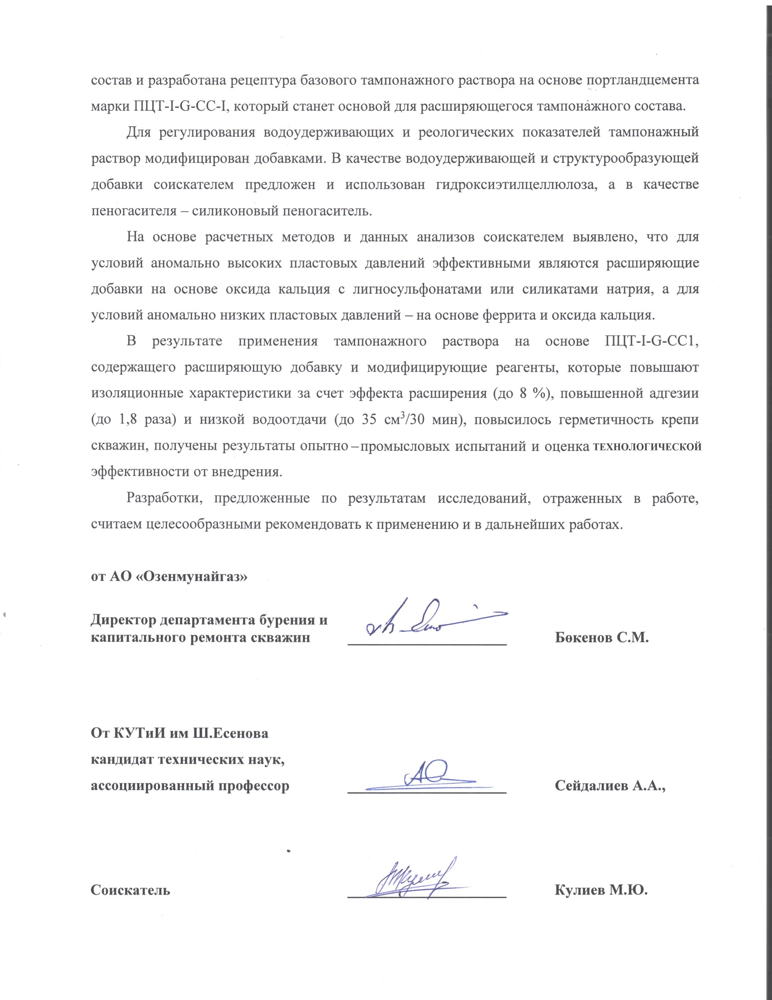 состав и разработана рецептура базового тампонажного раствора на основе портландцемента
марки ПЦТ-I-G-CC-I, который станет основой для расширяющегося тампонажного состава.
Для регулирования водоудерживающих и реологических показателей тампонажный
раствор модифицирован добавками. В качестве водоудерживающей и структурообразующей
добавки соискателем предложен и использован гидроксиэтилцеллюлоза, а в качестве
пеногасителя – силиконовый пеногаситель.
На основе расчетных методов и данных анализов соискателем выявлено, что для
условий аномально высоких пластовых давлений эффективными являются расширяющие
добавки на основе оксида кальция с лигносульфонатами или силикатами натрия, а для
условий аномально низких пластовых давлений – на основе феррита и оксида кальция.
В результате применения тампонажного раствора на основе ПЦТ-I-G-CC1,
содержащего расширяющую добавку и модифицирующие реагенты, которые повышают
изоляционные характеристики за счет эффекта расширения (до 8 %), повышенной адгезии
(до 1,8 раза) и низкой водоотдачи (до 35 см³/30 мин), повысилось герметичность крепи
скважин, получены результаты опытно–промысловых испытаний и оценка ТЕХНОЛОГИЧЕСКОЙ
эффективности от внедрения.
Разработки, предложенные по результатам исследований, отраженных в работе,
считаем целесообразными рекомендовать к применению и в дальнейших работах.
от АО «Озенмунайгаз»
Директор департамента бурения и
капитального ремонта скважин
Бөкенов С.М.
От КУТиИ им Ш.Есенова
кандидат технических наук,
ассоциированный профессор
Сейдалиев А.А.,
Соискатель
Кулиев М.Ю.